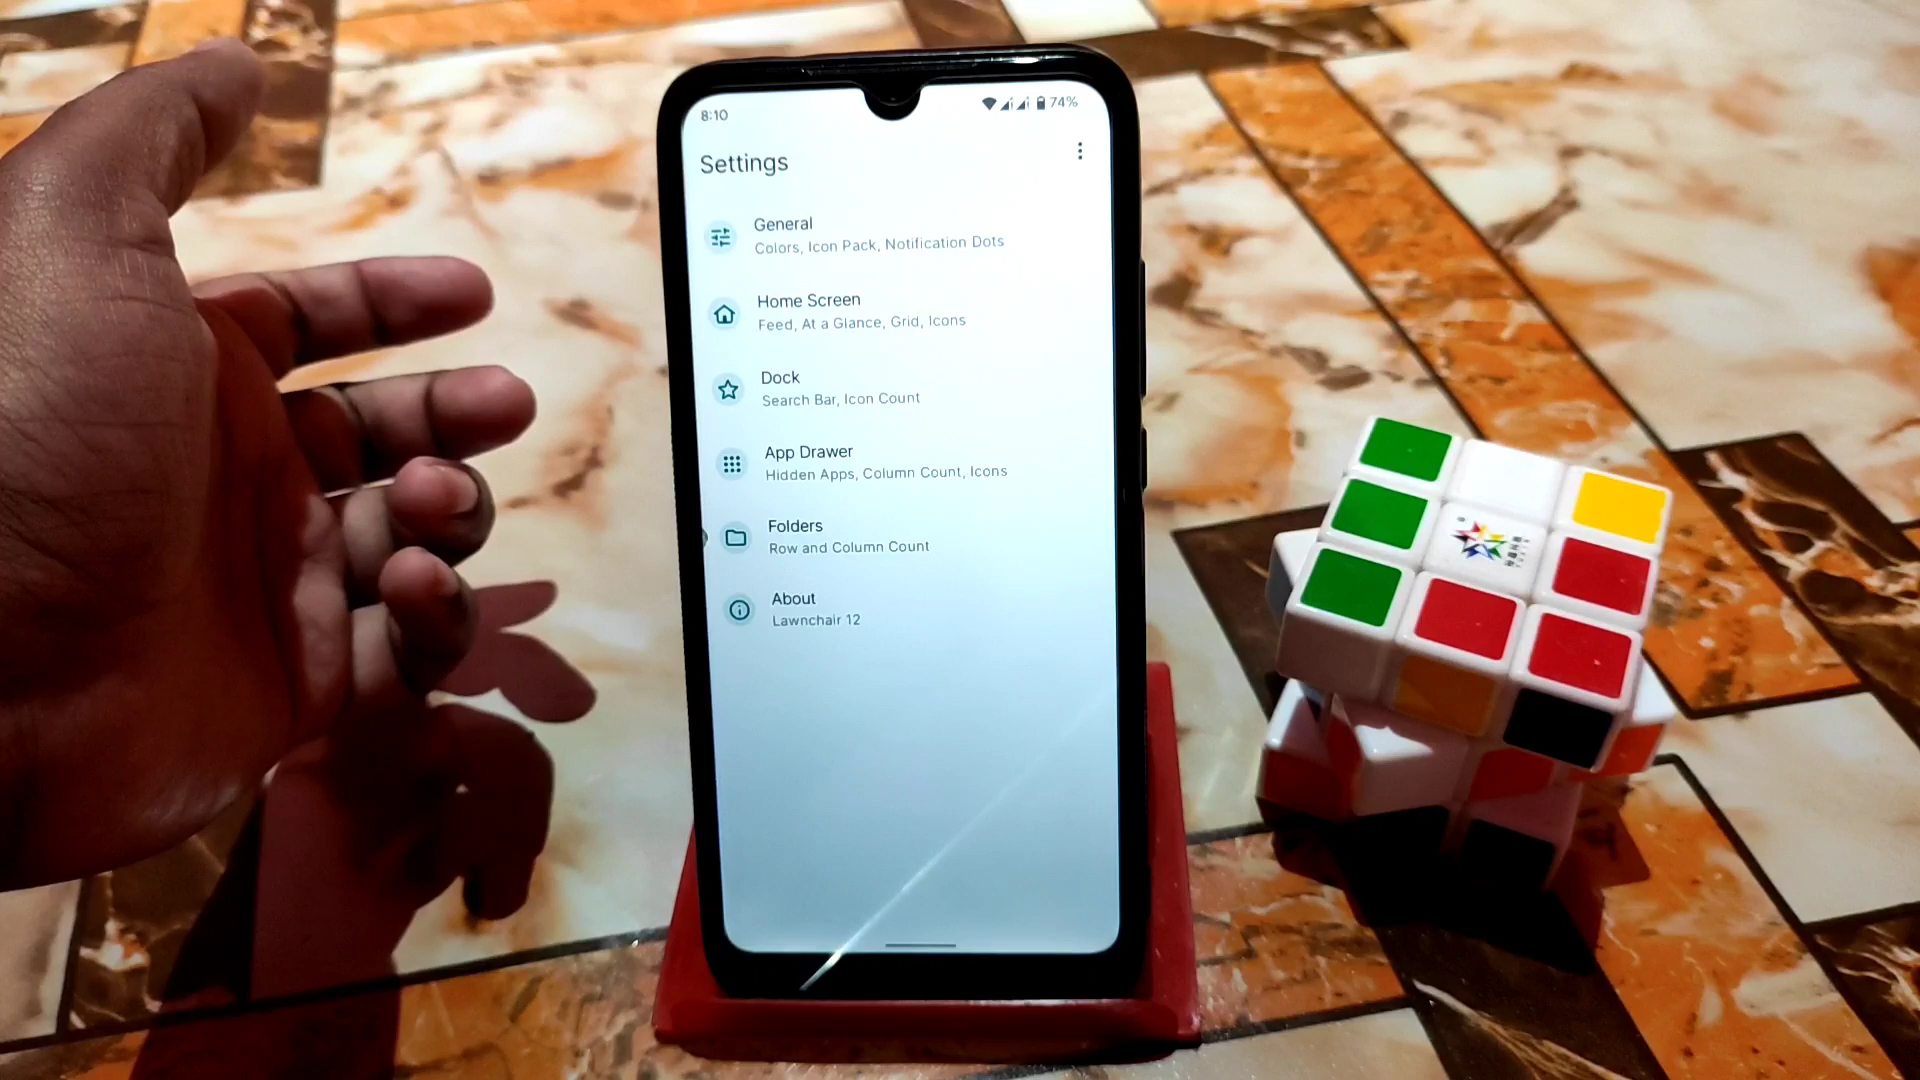 8:10
74%
Settings
General
Colors, Icon Pack, Notification Dots
Home Screen
Feed, At a Glance, Grid, Icons
Dock
Search Bar, Icon Count
App Drawer
Hidden Apps, Column Count, Icons
Folders
Row and Column Count
About
Lawnchair 12